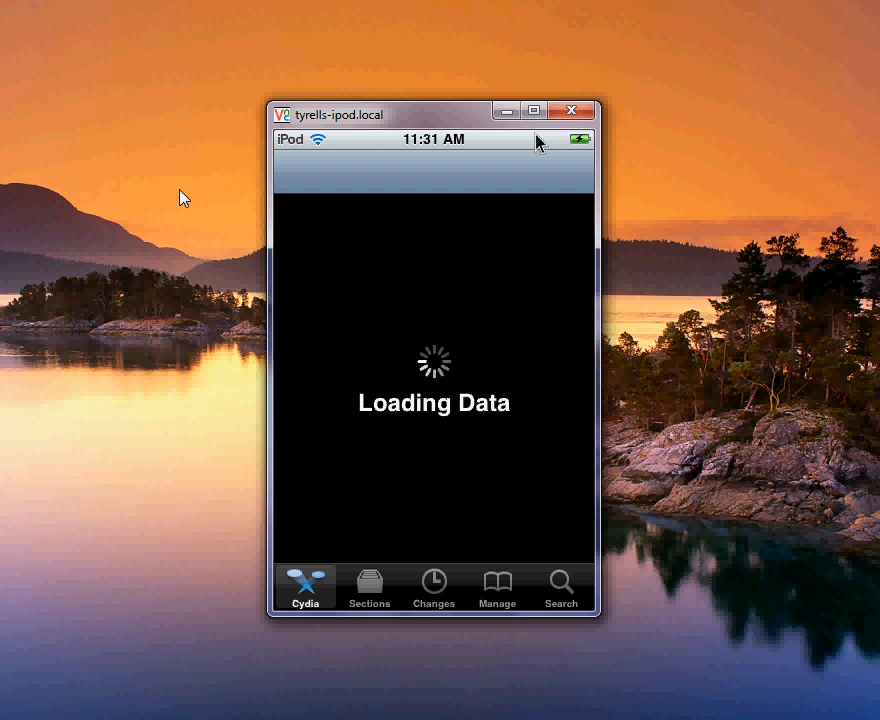 tyrells-ipod.local
iPod 11:31 AM
Loading Data
Cydia Sections Changes Manage Search